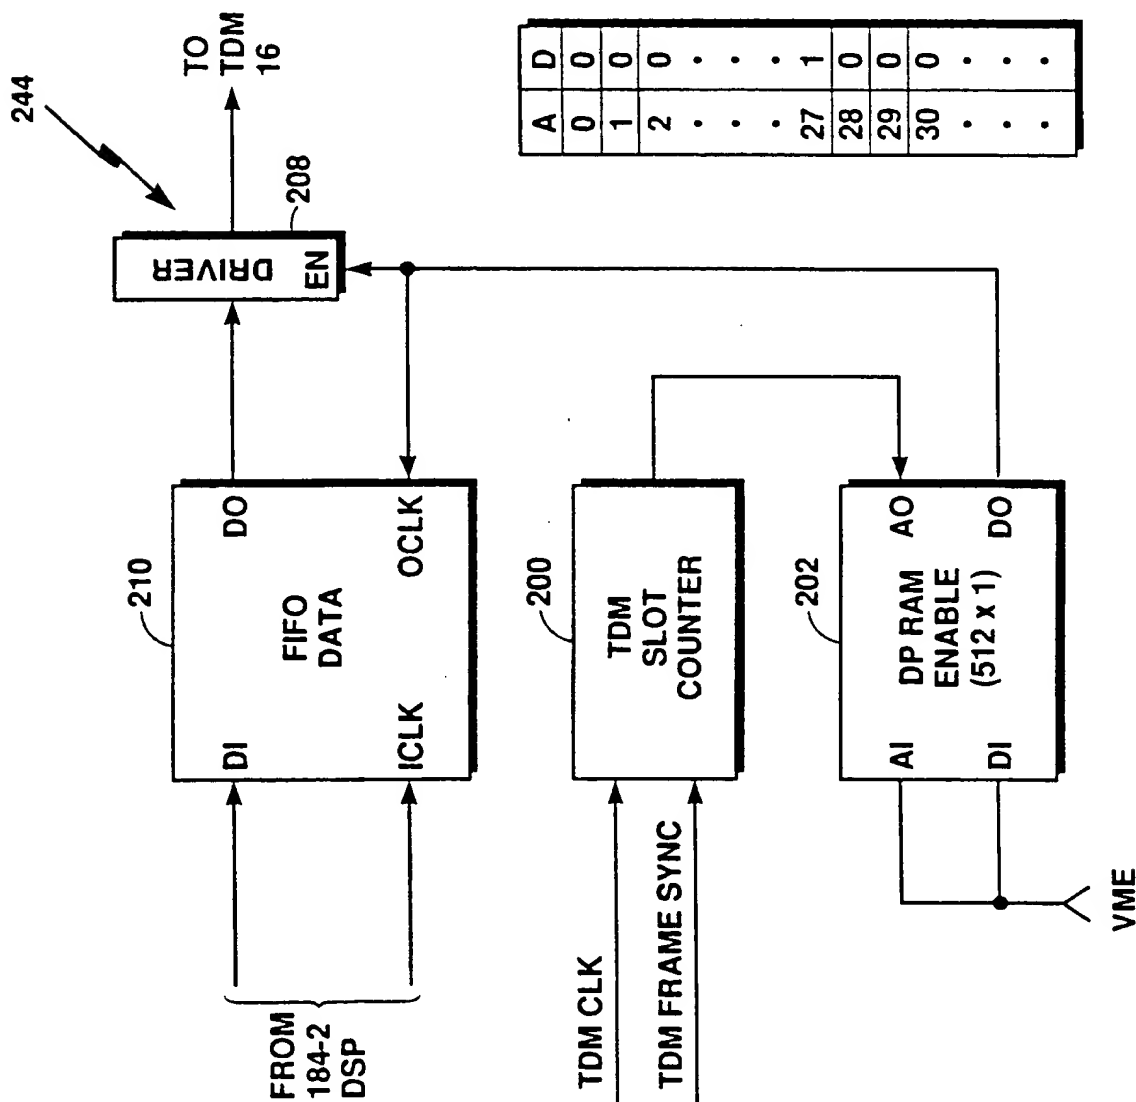 244
TO
TDM
16
DRIVER
EN
208
210
DI
DO
FIFO
DATA
ICLK
OCLK
FROM
184-2
DSP
200
TDM
SLOT
COUNTER
TDM CLK
TDM FRAME SYNC
202
AI
AO
DP RAM
ENABLE
(512 x 1)
DI
DO
VME
A D
0 0
1 0
2 0
• •
• •
• •
27 1
28 0
29 0
30 0
• •
• •
• •